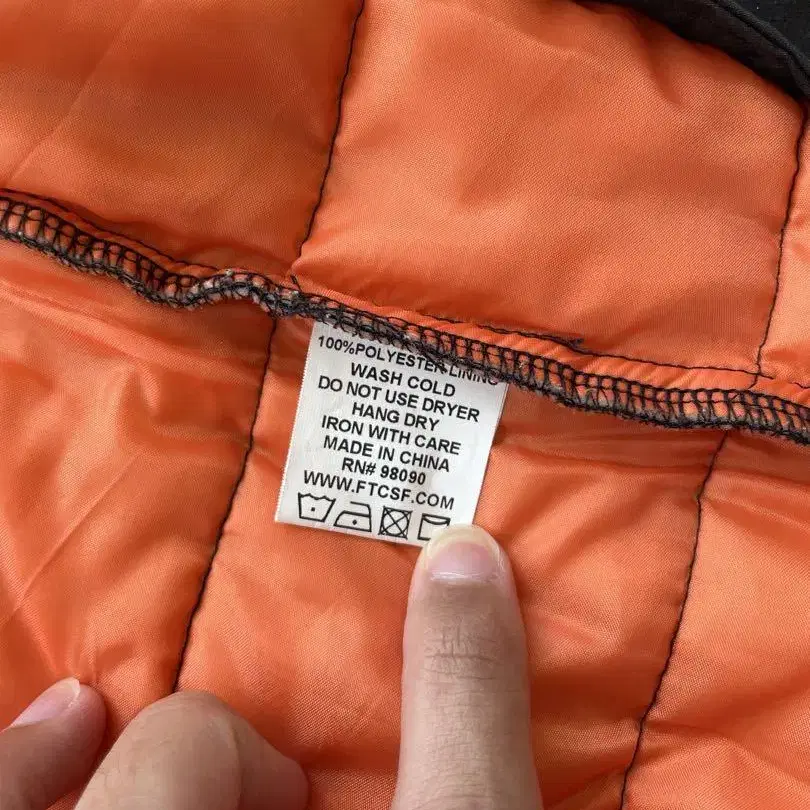 100%POLYESTER LINING
WASH COLD
DO NOT USE DRYER
HANG DRY
IRON WITH CARE
MADE IN CHINA
RN# 98090
WWW.FTCSF.COM